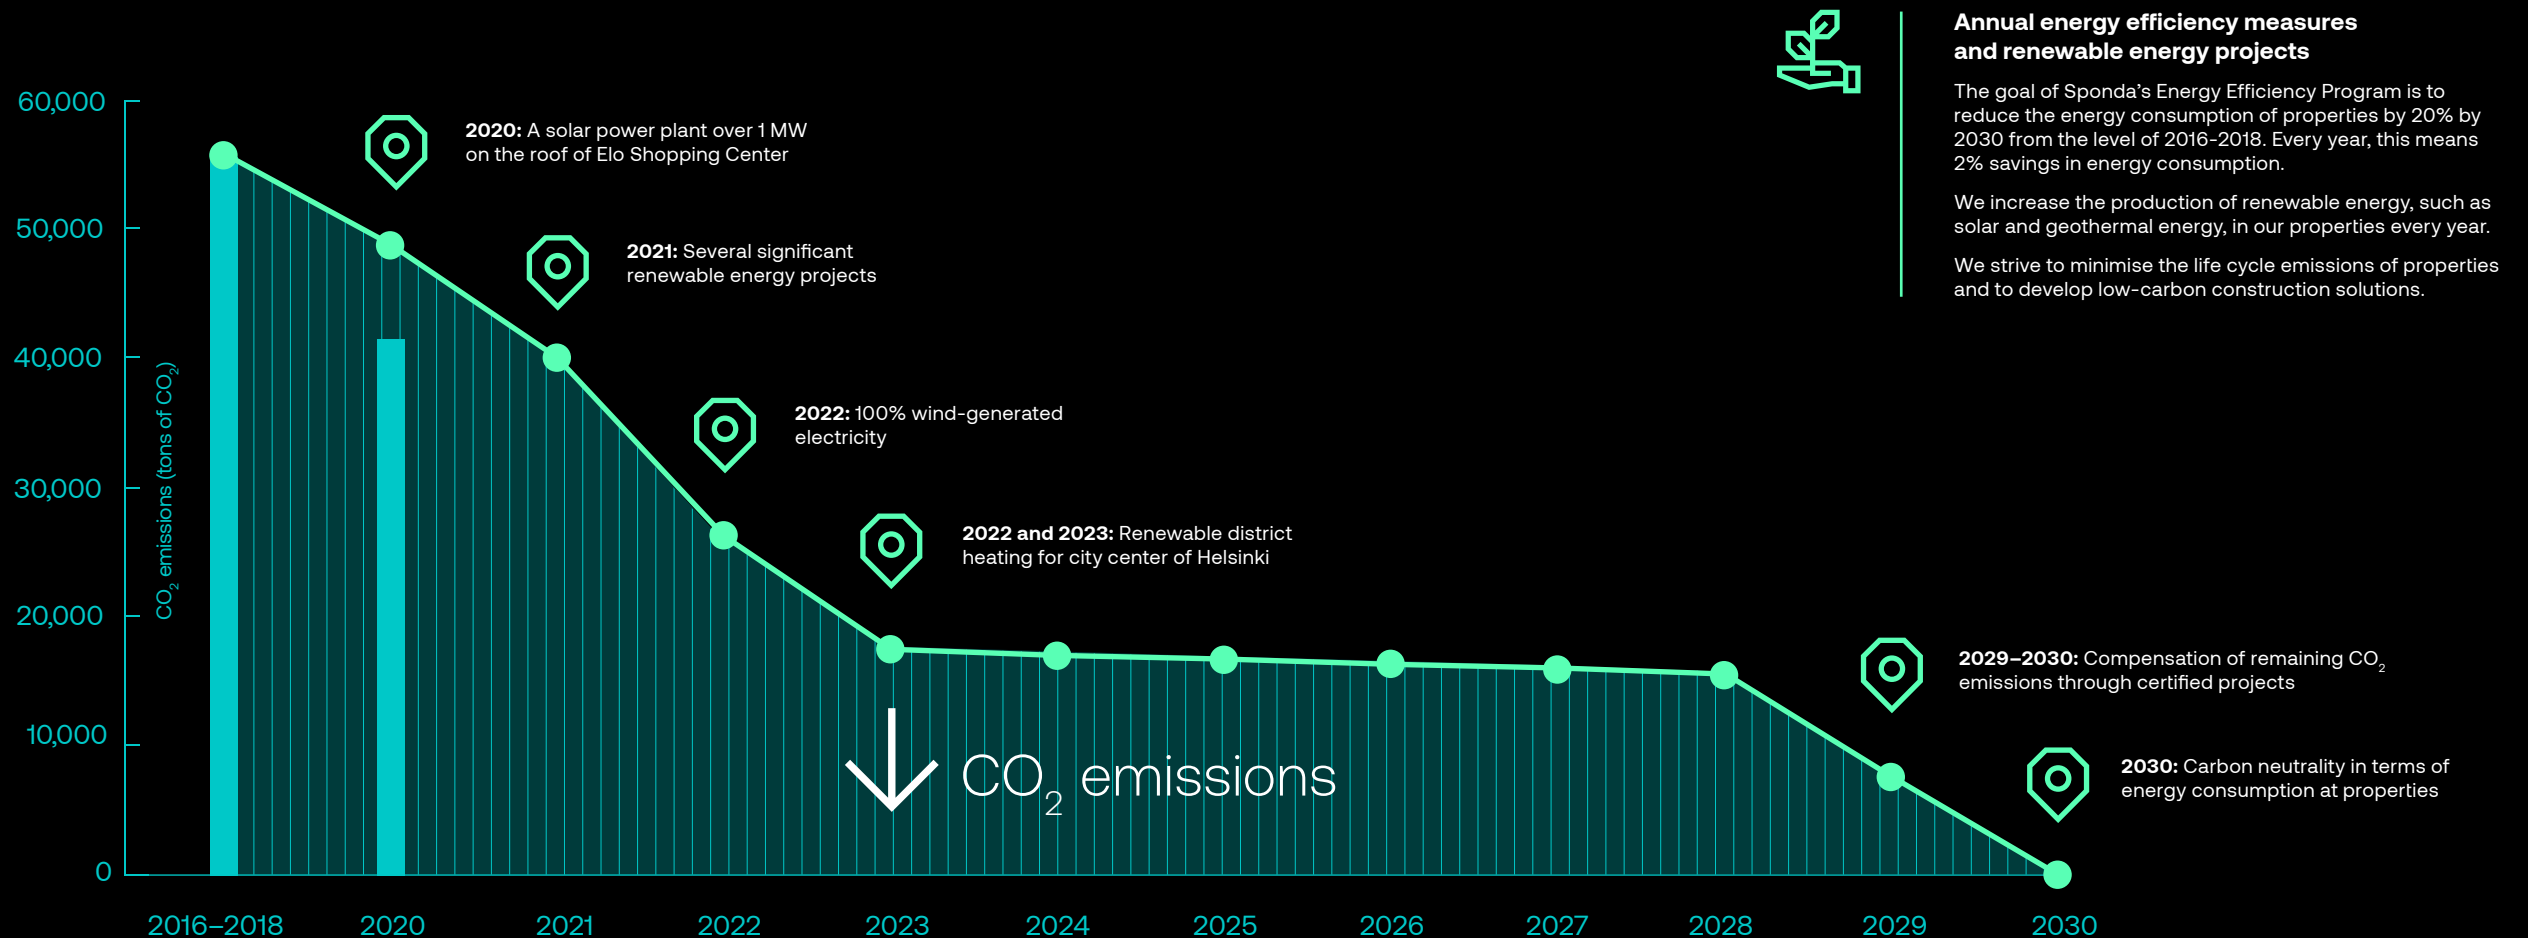 Annual energy efficiency measures
and renewable energy projects
The goal of Sponda’s Energy Efficiency Program is to
reduce the energy consumption of properties by 20% by
2030 from the level of 2016-2018. Every year, this means
2% savings in energy consumption.
We increase the production of renewable energy, such as
solar and geothermal energy, in our properties every year.
We strive to minimise the life cycle emissions of properties
and to develop low-carbon construction solutions.
60,000
50,000
40,000
30,000
20,000
10,000
0
CO₂ emissions (tons of CO₂)
2020: A solar power plant over 1 MW
on the roof of Elo Shopping Center
2021: Several significant
renewable energy projects
2022: 100% wind-generated
electricity
2022 and 2023: Renewable district
heating for city center of Helsinki
2029–2030: Compensation of remaining CO₂
emissions through certified projects
2030: Carbon neutrality in terms of
energy consumption at properties
CO₂ emissions
2016–2018
2020
2021
2022
2023
2024
2025
2026
2027
2028
2029
2030